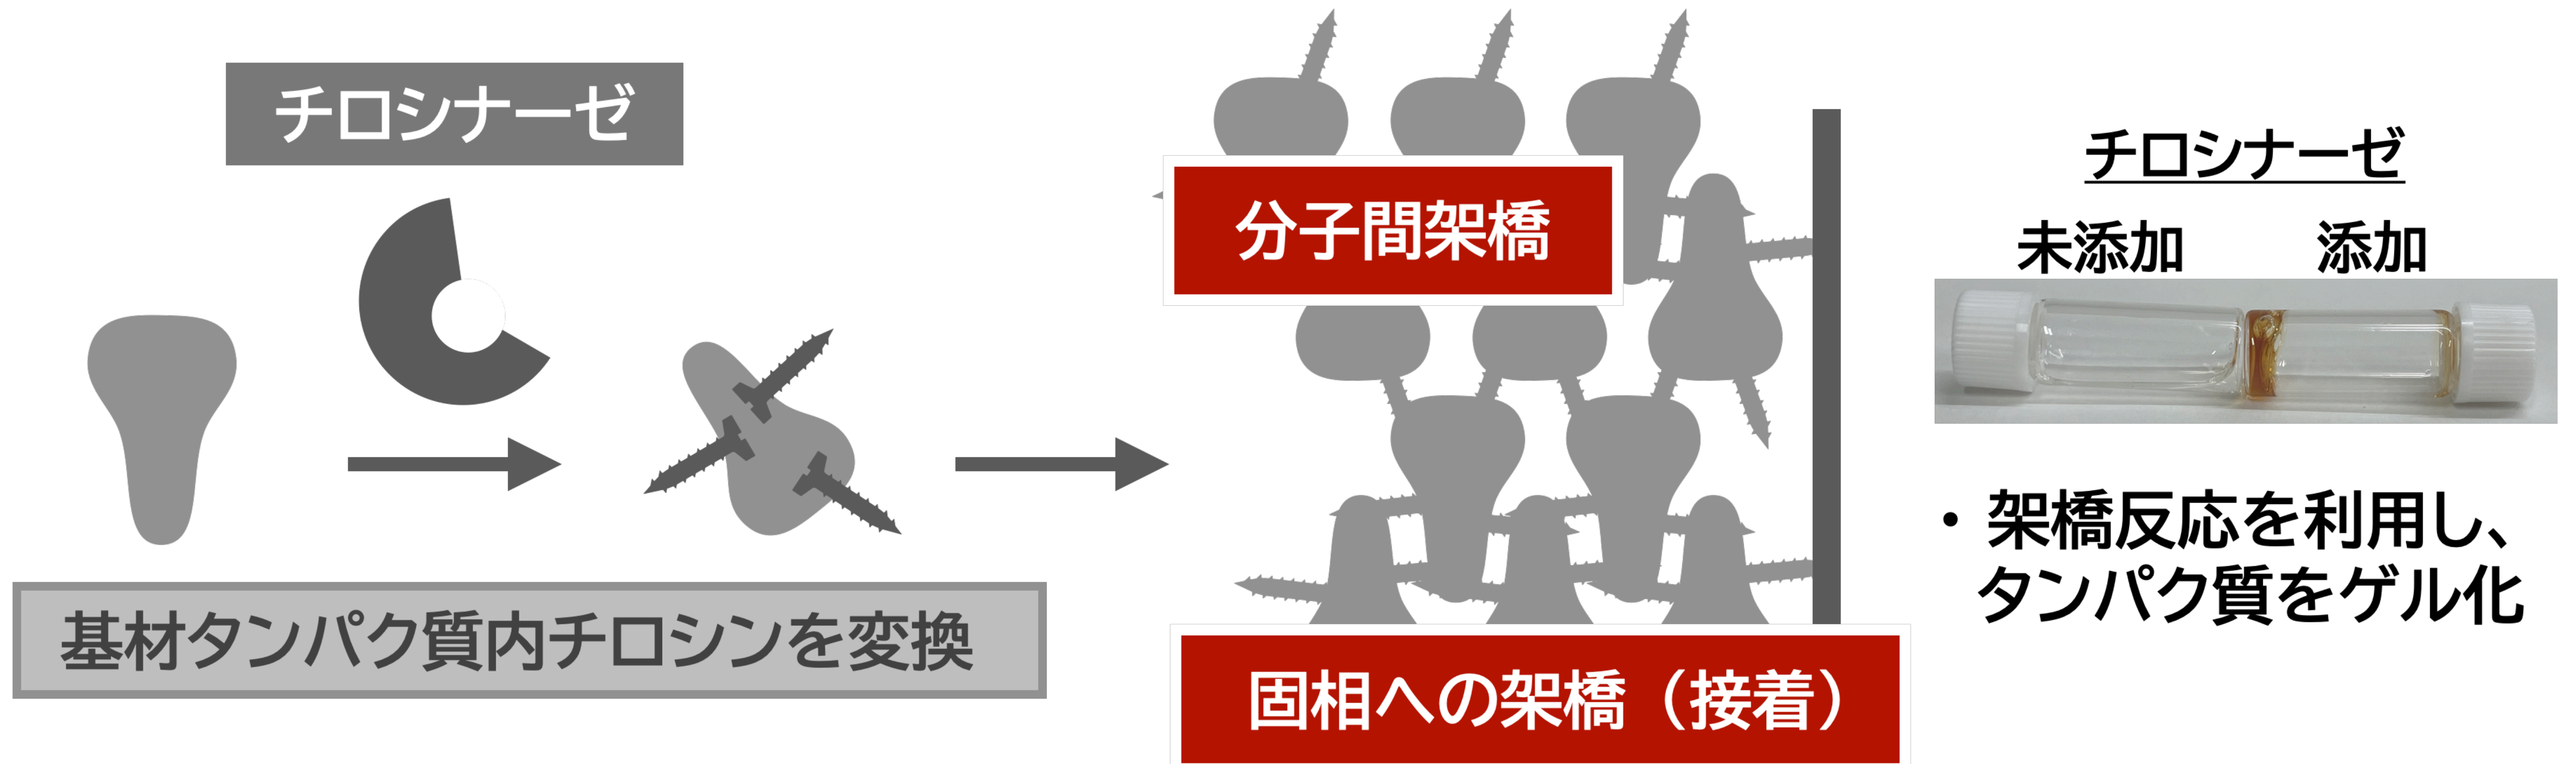 チロシナーゼ
基材タンパク質内チロシンを変換
分子間架橋
固相への架橋（接着）
チロシナーゼ
未添加 添加
・架橋反応を利用し、
タンパク質をゲル化